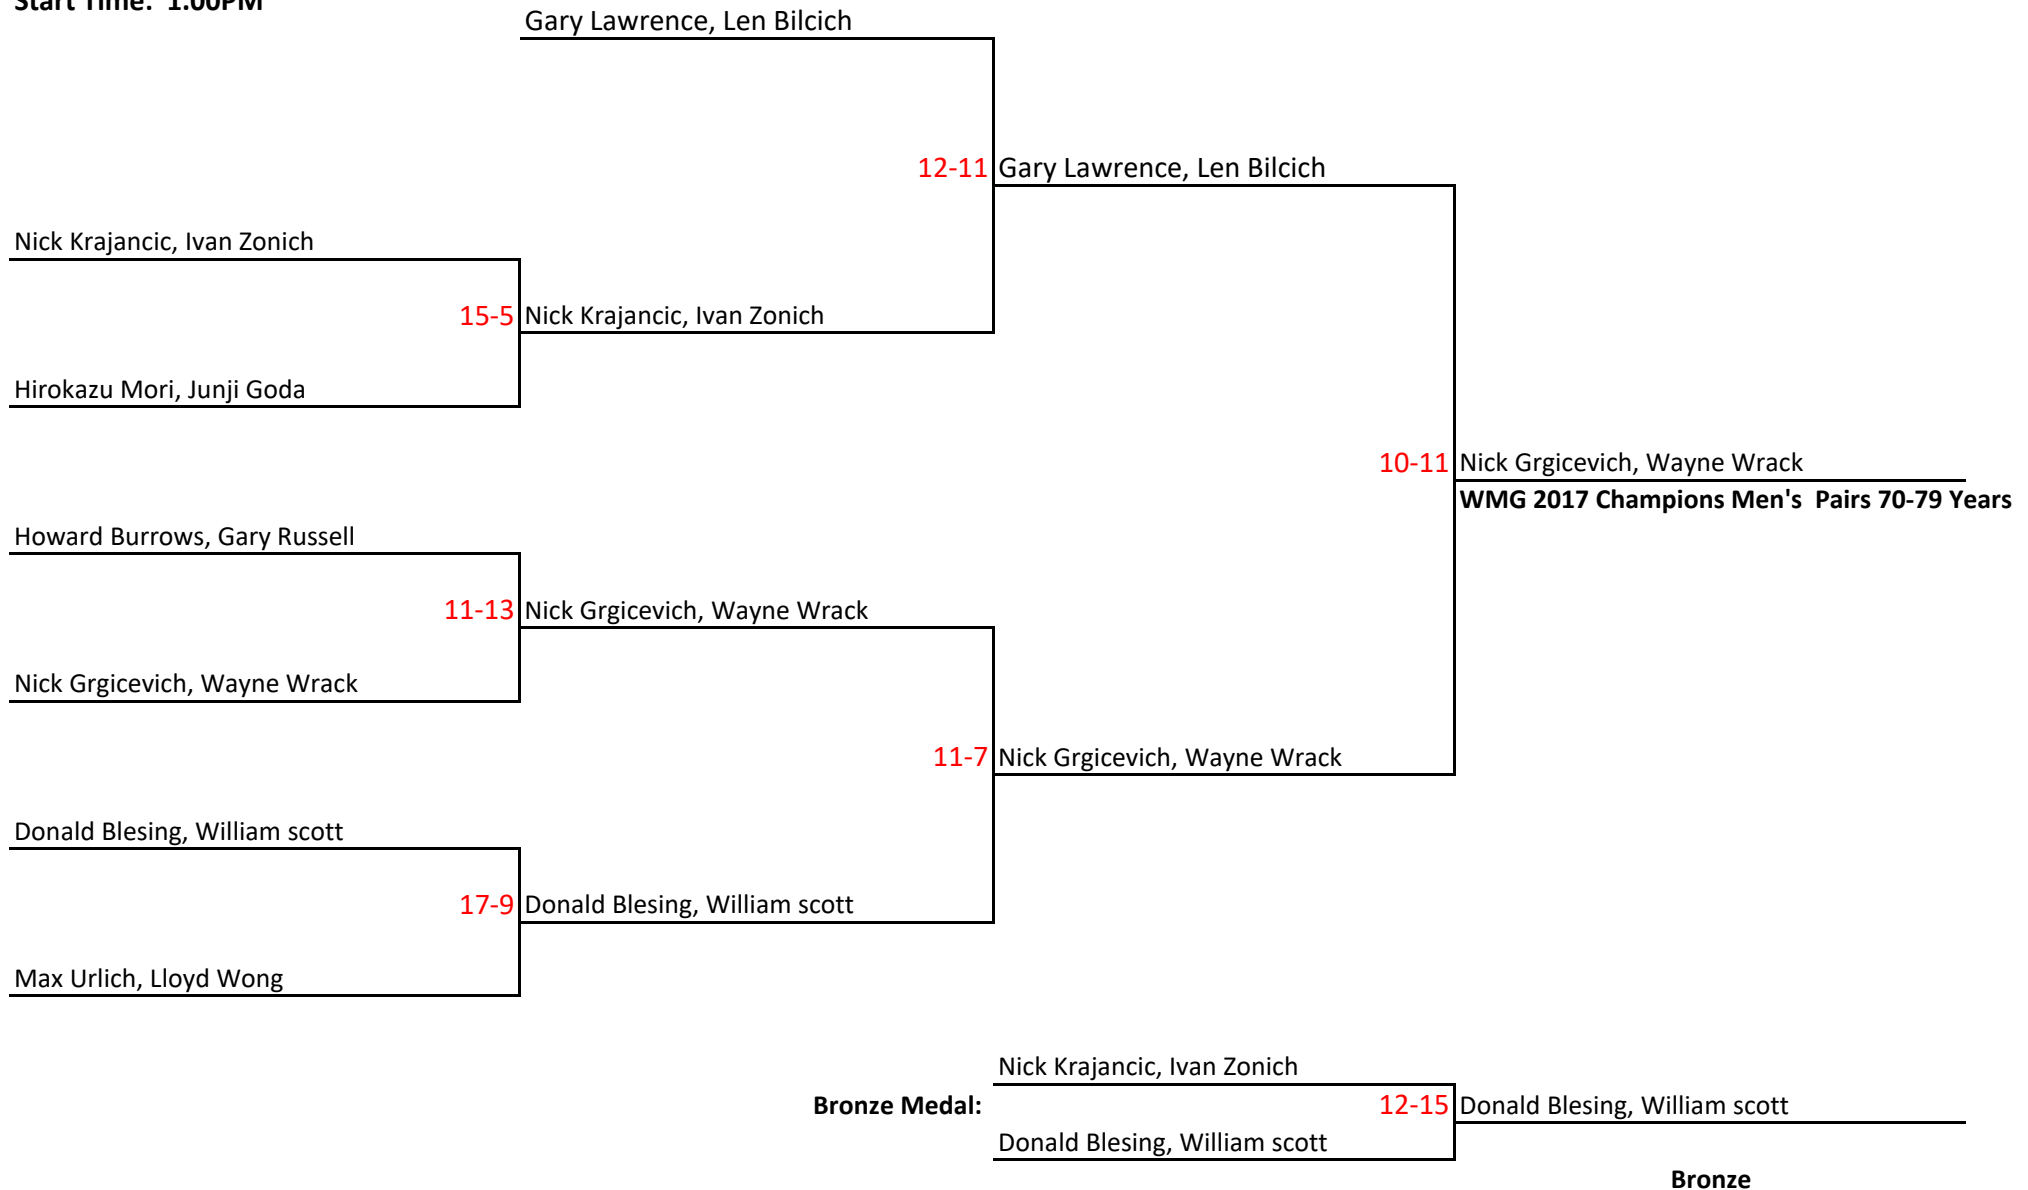 Start Time:  1.00PM
Gary Lawrence, Len Bilcich
12-11 Gary Lawrence, Len Bilcich
Nick Krajancic, Ivan Zonich
15-5 Nick Krajancic, Ivan Zonich
Hirokazu Mori, Junji Goda
10-11 Nick Grgicevich, Wayne Wrack
WMG 2017 Champions Men's  Pairs 70-79 Years
Howard Burrows, Gary Russell
11-13 Nick Grgicevich, Wayne Wrack
Nick Grgicevich, Wayne Wrack
11-7 Nick Grgicevich, Wayne Wrack
Donald Blesing, William scott
17-9 Donald Blesing, William scott
Max Urlich, Lloyd Wong
Nick Krajancic, Ivan Zonich
Bronze Medal: 12-15 Donald Blesing, William scott
Donald Blesing, William scott
Bronze